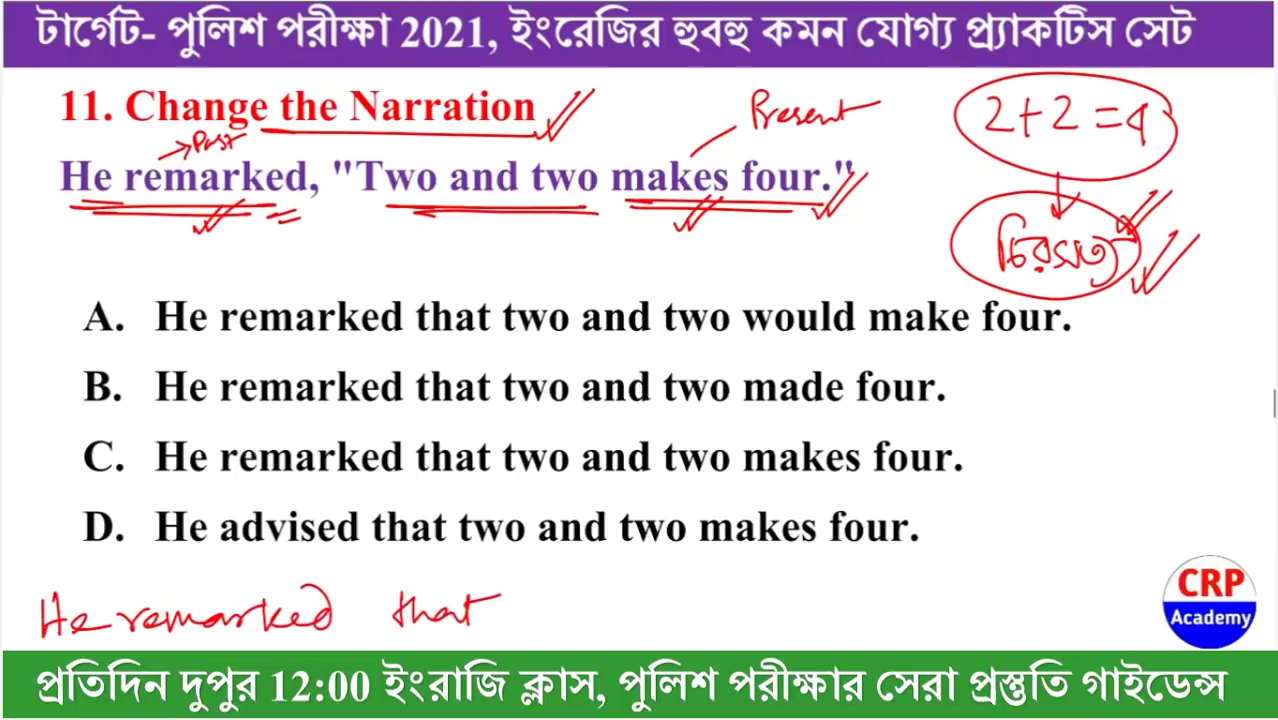 টার্গেট- পুলিশ পরীক্ষা 2021, ইংরেজির হুবহু কমন যোগ্য প্র্যাকটিস সেট
11. Change the Narration
Past
Present
2+2=4
He remarked, "Two and two makes four."
চিরসত্য
A. He remarked that two and two would make four.
B. He remarked that two and two made four.
C. He remarked that two and two makes four.
D. He advised that two and two makes four.
CRP
Academy
He remarked that
প্রতিদিন দুপুর 12:00 ইংরাজি ক্লাস, পুলিশ পরীক্ষার সেরা প্রস্তুতি গাইডেন্স